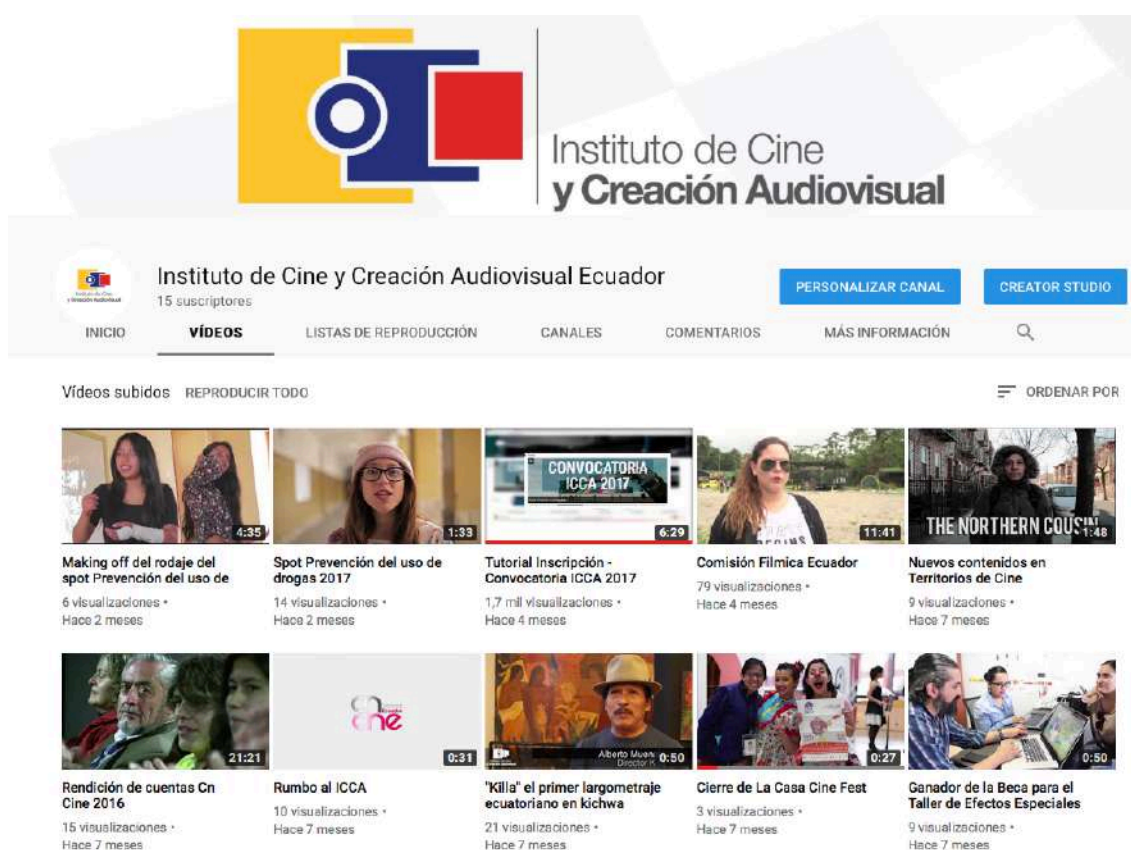 Instituto de Cine
y Creación Audiovisual
Instituto de Cine y Creación Audiovisual Ecuador
15 suscriptores
PERSONALIZAR CANAL
CREATOR STUDIO
INICIO
VÍDEOS
LISTAS DE REPRODUCCIÓN
CANALES
COMENTARIOS
MÁS INFORMACIÓN
Vídeos subidos
REPRODUCIR TODO
ORDENAR POR
4:35
Making off del rodaje del
spot Prevención del uso de
6 visualizaciones •
Hace 2 meses
1:33
Spot Prevención del uso de
drogas 2017
14 visualizaciones •
Hace 2 meses
CONVOCATORIA
ICCA 2017
6:29
Tutorial Inscripción -
Convocatoria ICCA 2017
1,7 mil visualizaciones •
Hace 4 meses
11:41
Comisión Filmica Ecuador
79 visualizaciones •
Hace 4 meses
THE NORTHERN
1:48
Nuevos contenidos en
Territorios de Cine
9 visualizaciones •
Hace 7 meses
21:21
Rendición de cuentas Cn
Cine 2016
15 visualizaciones •
Hace 7 meses
0:31
Rumbo al ICCA
10 visualizaciones •
Hace 7 meses
Alberto
Director
0:50
"Killa" el primer largometraje
ecuatoriano en kichwa
21 visualizaciones •
Hace 7 meses
0:27
Cierre de La Casa Cine Fest
3 visualizaciones •
Hace 7 meses
0:50
Ganador de la Beca para el
Taller de Efectos Especiales
9 visualizaciones •
Hace 7 meses